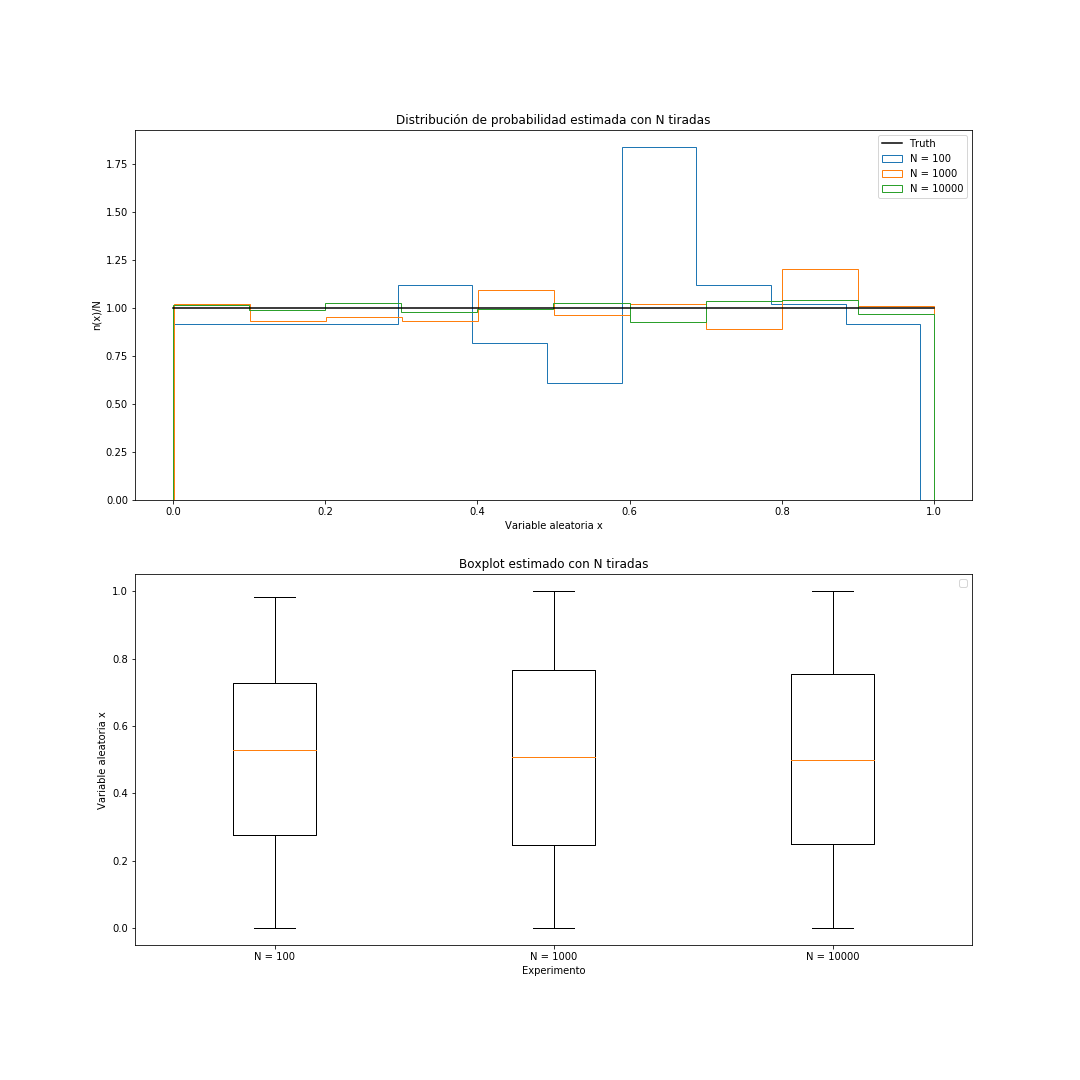 Distribución de probabilidad estimada con N tiradas
Truth
N = 100
N = 1000
N = 10000
n(x)/N
1.75
1.50
1.25
1.00
0.75
0.50
0.25
0.00
0.0 0.2 0.4 0.6 0.8 1.0
Variable aleatoria x
Boxplot estimado con N tiradas
Variable aleatoria x
1.0
0.8
0.6
0.4
0.2
0.0
N = 100 N = 1000 N = 10000
Experimento